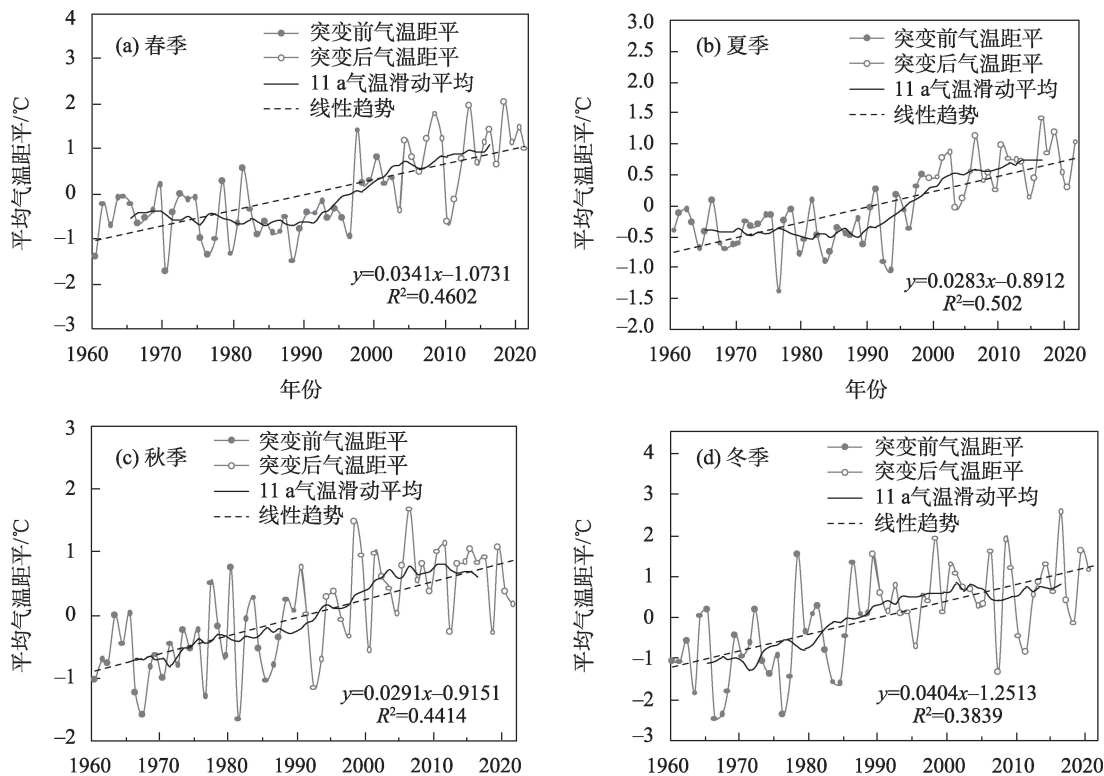 4
3
2
1
0
−1
−2
−3
平均气温距平/℃
(a) 春季
突变前气温距平
突变后气温距平
11 a气温滑动平均
线性趋势
y=0.0341x–1.0731
R²=0.4602
1960 1970 1980 1990 2000 2010 2020
年份
3.0
2.5
2.0
1.5
1.0
0.5
0
−0.5
−1.0
−1.5
−2.0
平均气温距平/℃
(b) 夏季
突变前气温距平
突变后气温距平
11 a气温滑动平均
线性趋势
y=0.0283x–0.8912
R²=0.502
1960 1970 1980 1990 2000 2010 2020
年份
3
2
1
0
−1
−2
平均气温距平/℃
(c) 秋季
突变前气温距平
突变后气温距平
11 a气温滑动平均
线性趋势
y=0.0291x–0.9151
R²=0.4414
1960 1970 1980 1990 2000 2010 2020
4
3
2
1
0
−1
−2
−3
平均气温距平/℃
(d) 冬季
突变前气温距平
突变后气温距平
11 a气温滑动平均
线性趋势
y=0.0404x–1.2513
R²=0.3839
1960 1970 1980 1990 2000 2010 2020